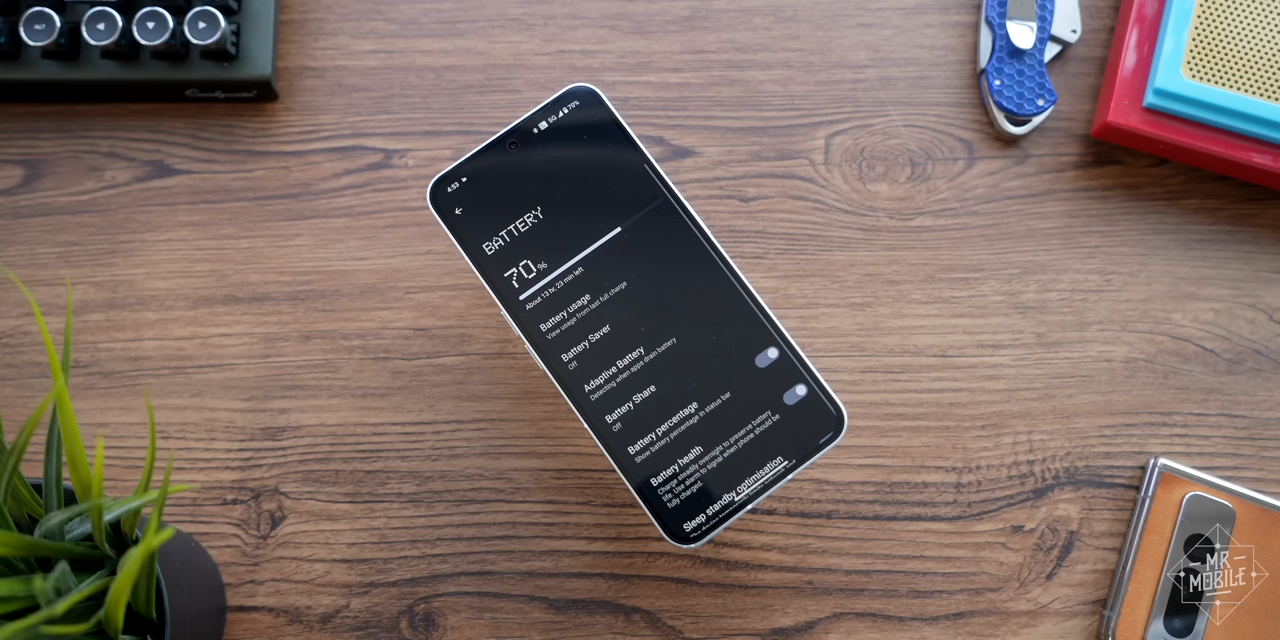 ALT
4:53
5G 70%
BATTERY
70%
About 13 hr, 23 min left
Battery usage
View usage from last full charge
Battery Saver
Off
Adaptive Battery
Detecting when apps drain battery
Battery Share
Off
Battery percentage
Show battery percentage in status bar
Battery health
Charge steadily overnight to preserve battery
life. Use alarm to signal when phone should be
fully charged.
Sleep standby optimisation
MR
MOBILE